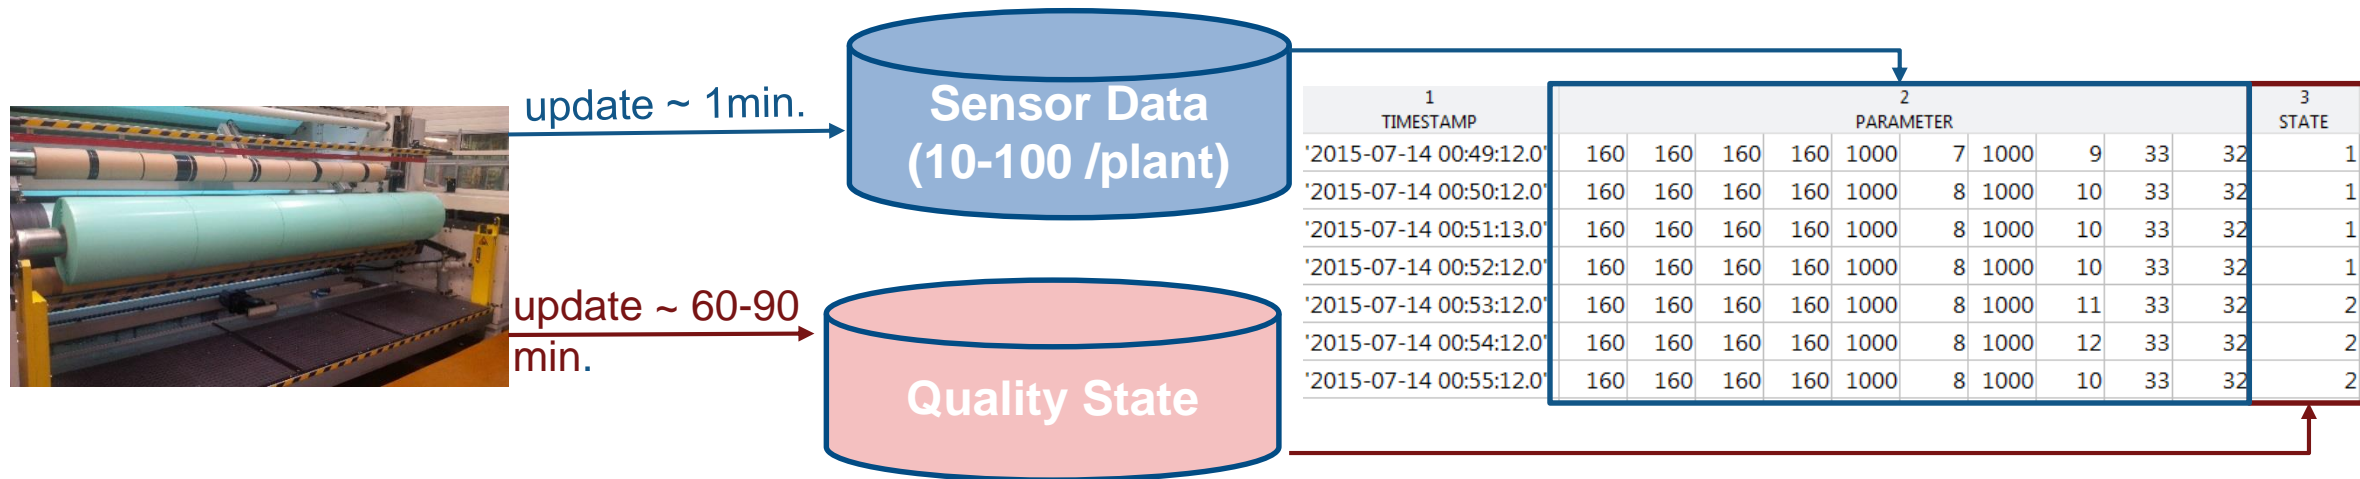 update ~ 1min.
Sensor Data
(10-100 /plant)
update ~ 60-90
min.
Quality State
1 2 3
TIMESTAMP PARAMETER STATE
'2015-07-14 00:49:12.0' 160 160 160 160 1000 7 1000 9 33 32 1
'2015-07-14 00:50:12.0' 160 160 160 160 1000 8 1000 10 33 32 1
'2015-07-14 00:51:13.0' 160 160 160 160 1000 8 1000 10 33 32 1
'2015-07-14 00:52:12.0' 160 160 160 160 1000 8 1000 10 33 32 1
'2015-07-14 00:53:12.0' 160 160 160 160 1000 8 1000 11 33 32 2
'2015-07-14 00:54:12.0' 160 160 160 160 1000 8 1000 12 33 32 2
'2015-07-14 00:55:12.0' 160 160 160 160 1000 8 1000 10 33 32 2